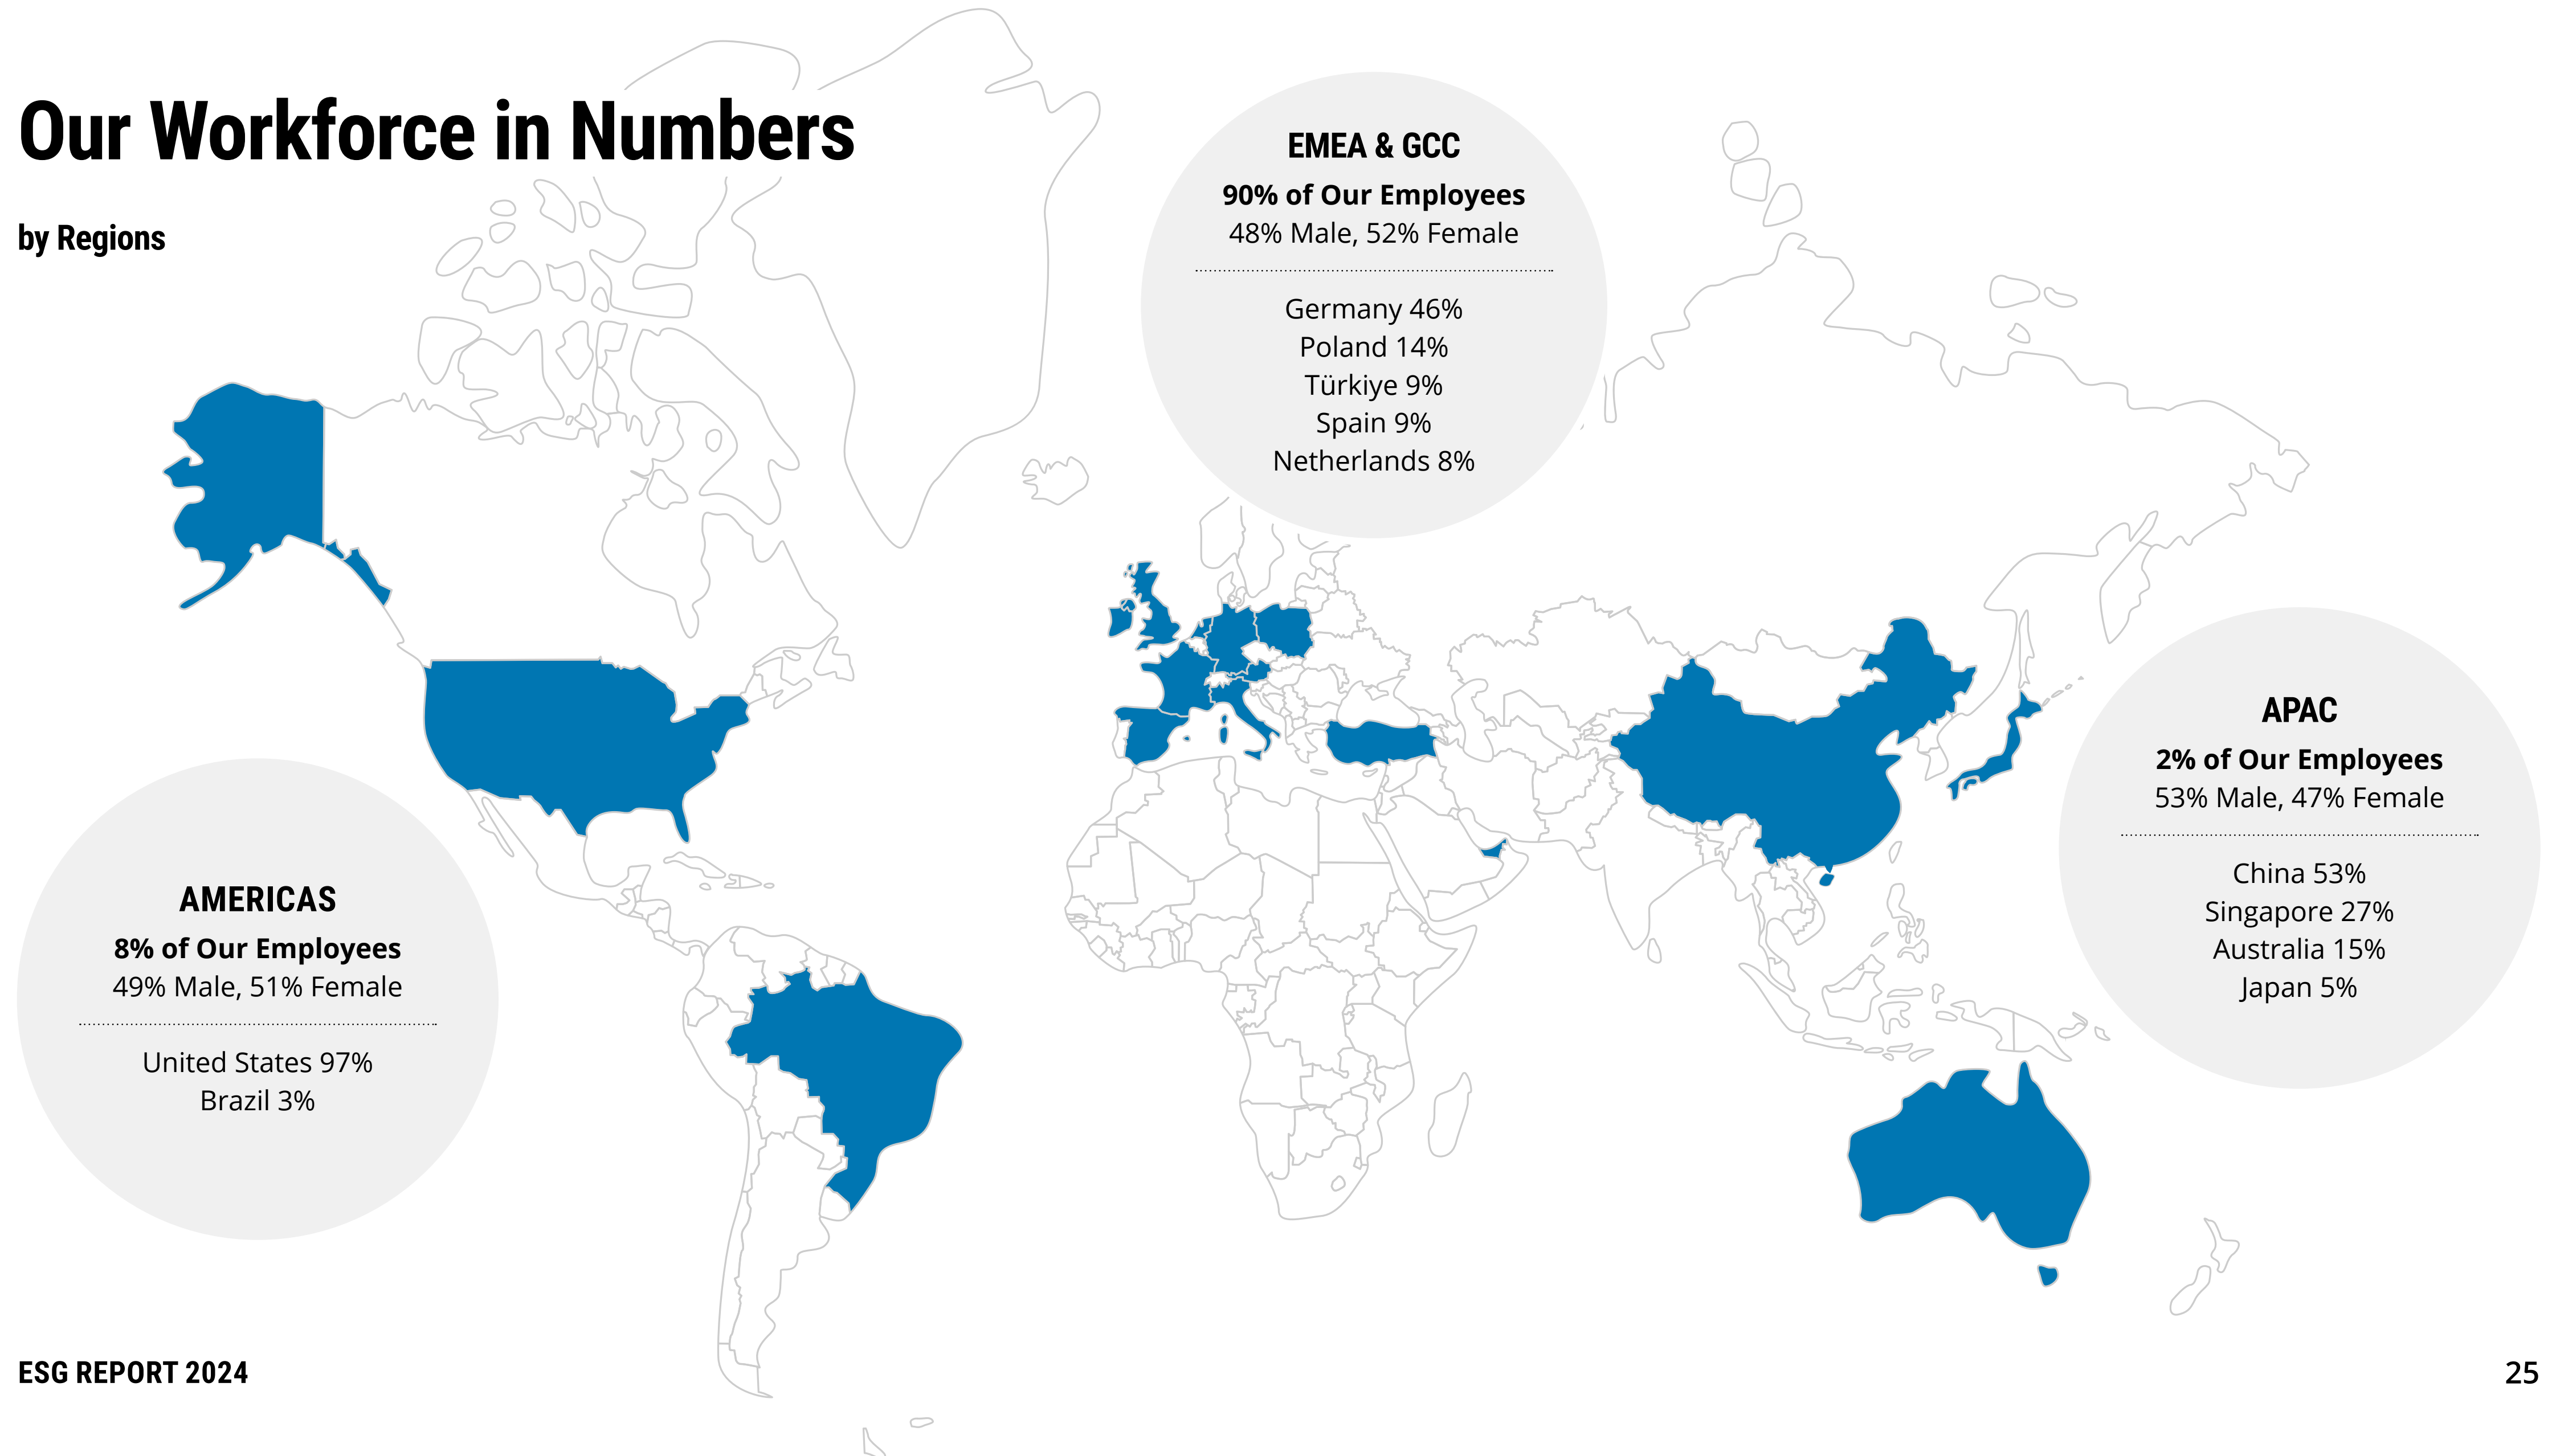 Our Workforce in Numbers
by Regions
EMEA & GCC
90% of Our Employees
48% Male, 52% Female
Germany 46%
Poland 14%
Türkiye 9%
Spain 9%
Netherlands 8%
APAC
2% of Our Employees
53% Male, 47% Female
China 53%
Singapore 27%
Australia 15%
Japan 5%
AMERICAS
8% of Our Employees
49% Male, 51% Female
United States 97%
Brazil 3%
ESG REPORT 2024
25